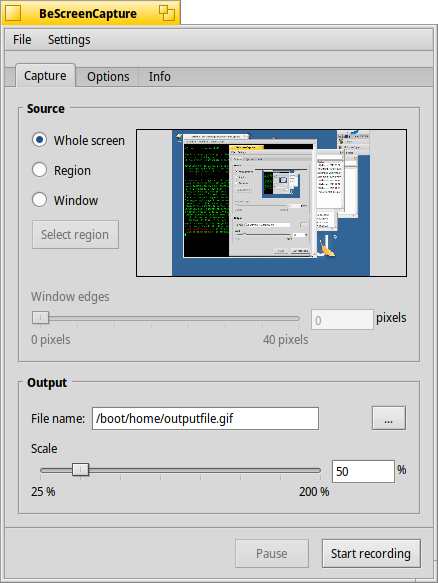 BeScreenCapture
File Settings
Capture Options Info
Source
Whole screen
Region
Window
Select region
Window edges
0 pixels
0 pixels 40 pixels
Output
File name: /boot/home/outputfile.gif ...
Scale
50 %
25 % 200 %
Pause Start recording